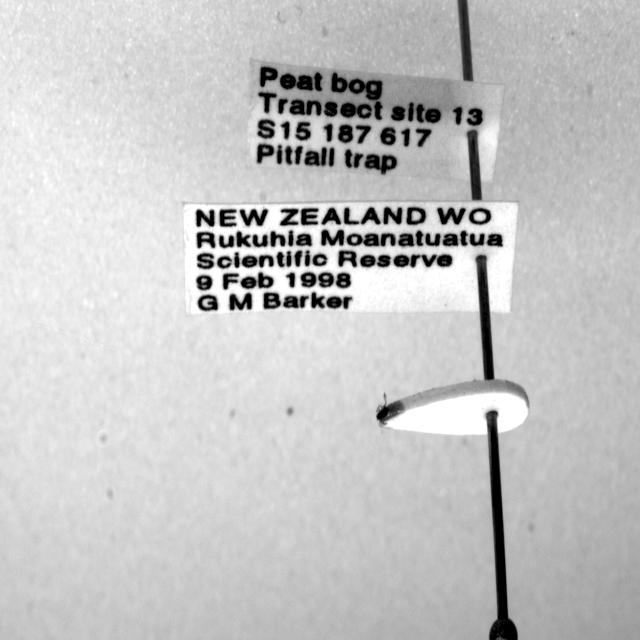 Peat bog
Transect site 13
S15 187 617
Pitfall trap
NEW ZEALAND WO
Rukuhia Moanatuatua
Scientific Reserve
9 Feb 1998
G M Barker